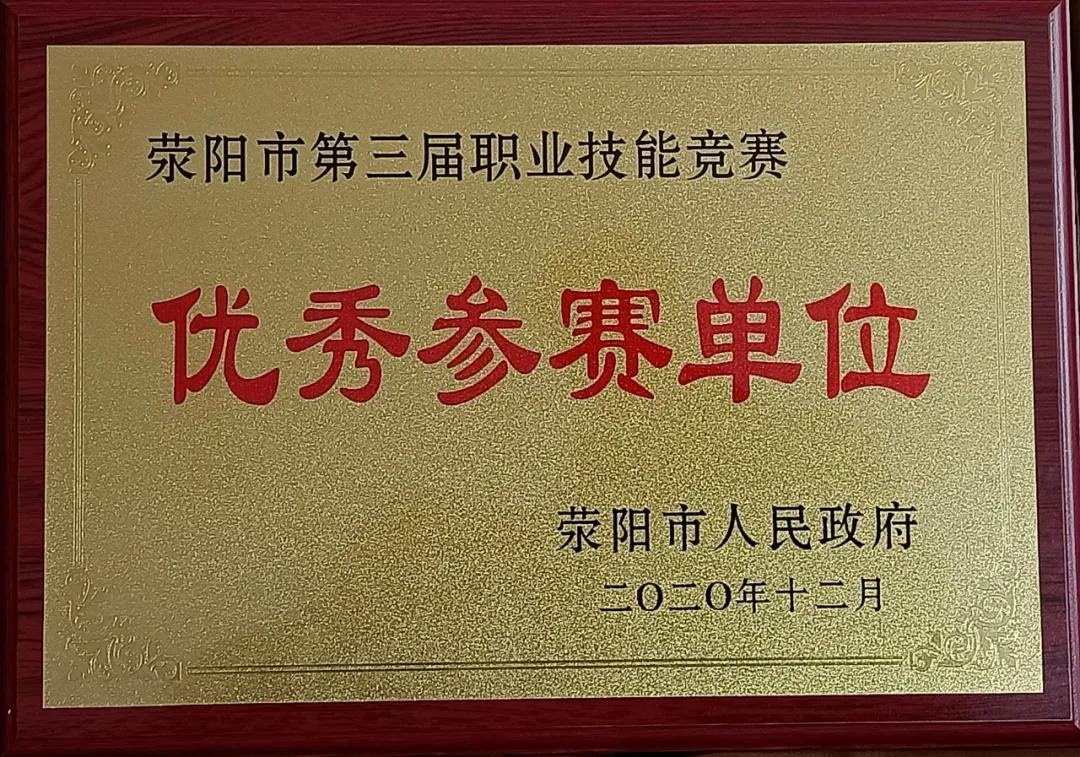 荥阳市第三届职业技能竞赛
优秀参赛单位
荥阳市人民政府
二〇二〇年十二月